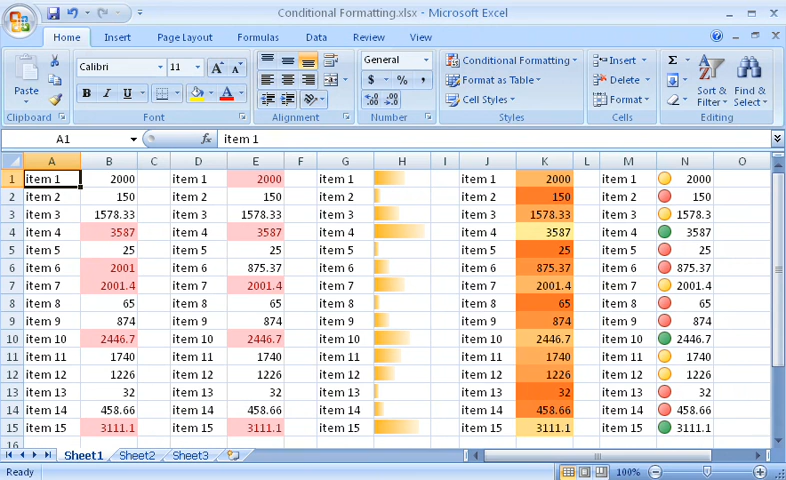 Conditional Formatting.xlsx - Microsoft Excel
Home Insert Page Layout Formulas Data Review View
Paste Calibri 11 A A General Conditional Formatting Insert Σ
B I U A $ % , Format as Table Delete Sort & Find &
Cell Styles Format Filter Select
Clipboard Font Alignment Number Styles Cells Editing
A1 fx item 1
A B C D E F G H I J K L M N O
1 item 1 2000 item 1 2000 item 1 item 1 2000 item 1 2000
2 item 2 150 item 2 150 item 2 item 2 150 item 2 150
3 item 3 1578.33 item 3 1578.33 item 3 item 3 1578.33 item 3 1578.3
4 item 4 3587 item 4 3587 item 4 item 4 3587 item 4 3587
5 item 5 25 item 5 25 item 5 item 5 25 item 5 25
6 item 6 2001 item 6 875.37 item 6 item 6 875.37 item 6 875.37
7 item 7 2001.4 item 7 2001.4 item 7 item 7 2001.4 item 7 2001.4
8 item 8 65 item 8 65 item 8 item 8 65 item 8 65
9 item 9 874 item 9 874 item 9 item 9 874 item 9 874
10 item 10 2446.7 item 10 2446.7 item 10 item 10 2446.7 item 10 2446.7
11 item 11 1740 item 11 1740 item 11 item 11 1740 item 11 1740
12 item 12 1226 item 12 1226 item 12 item 12 1226 item 12 1226
13 item 13 32 item 13 32 item 13 item 13 32 item 13 32
14 item 14 458.66 item 14 458.66 item 14 item 14 458.66 item 14 458.66
15 item 15 3111.1 item 15 3111.1 item 15 item 15 3111.1 item 15 3111.1
16
Sheet1 Sheet2 Sheet3
Ready 100%